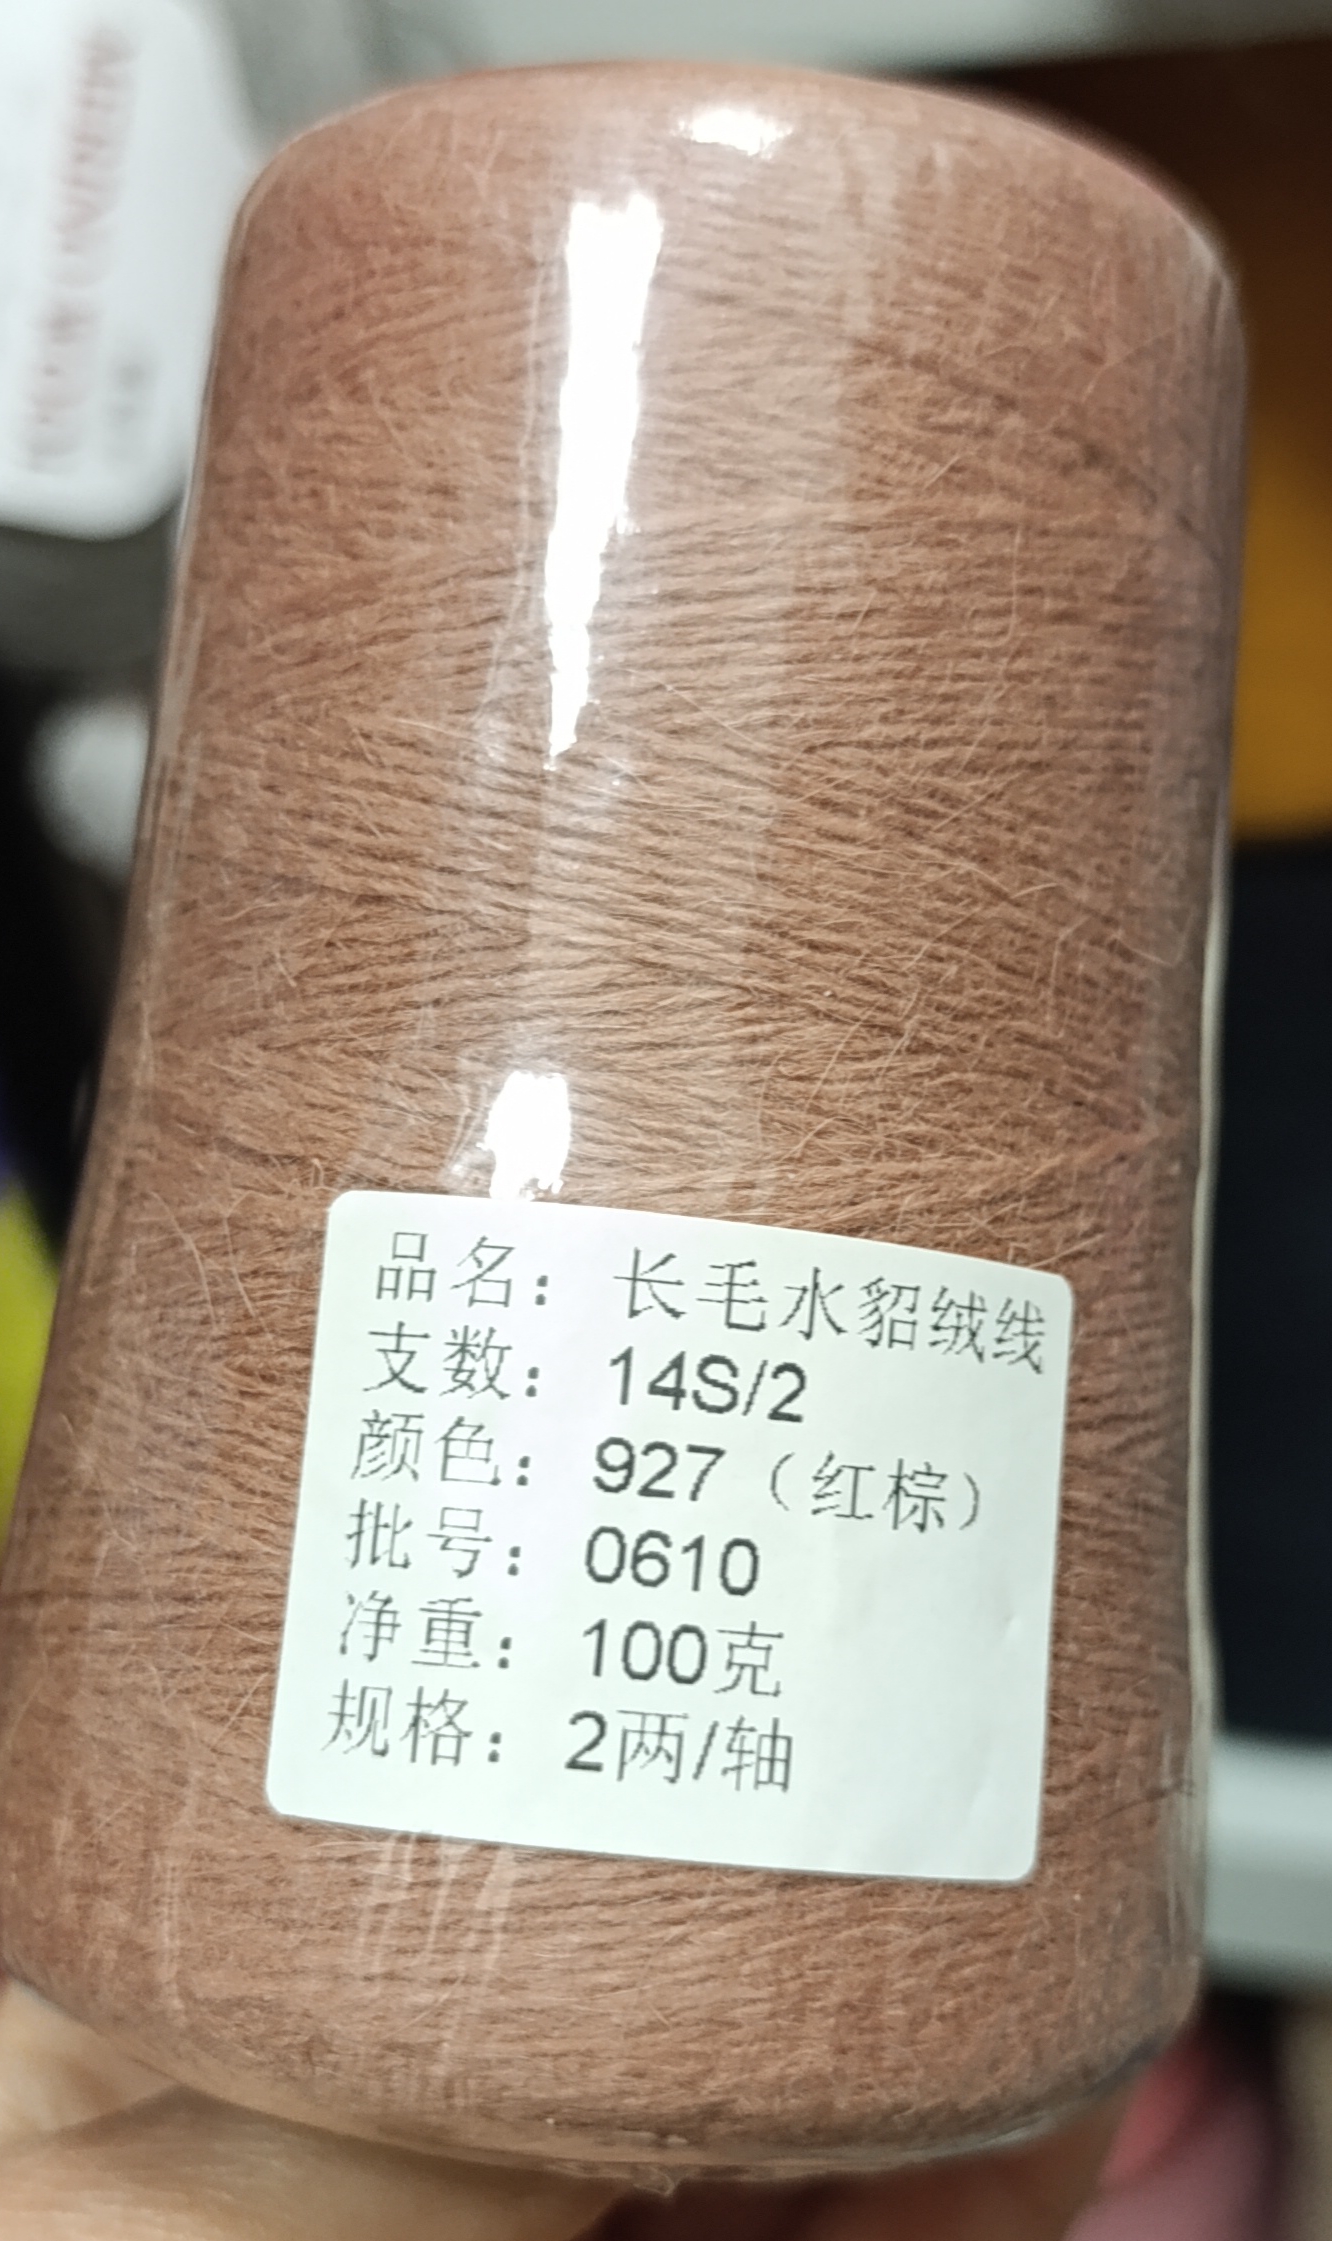 品名：长毛水貂绒线
支数：14S/2
颜色：927（红棕）
批号：0610
净重：100克
规格：2两/轴